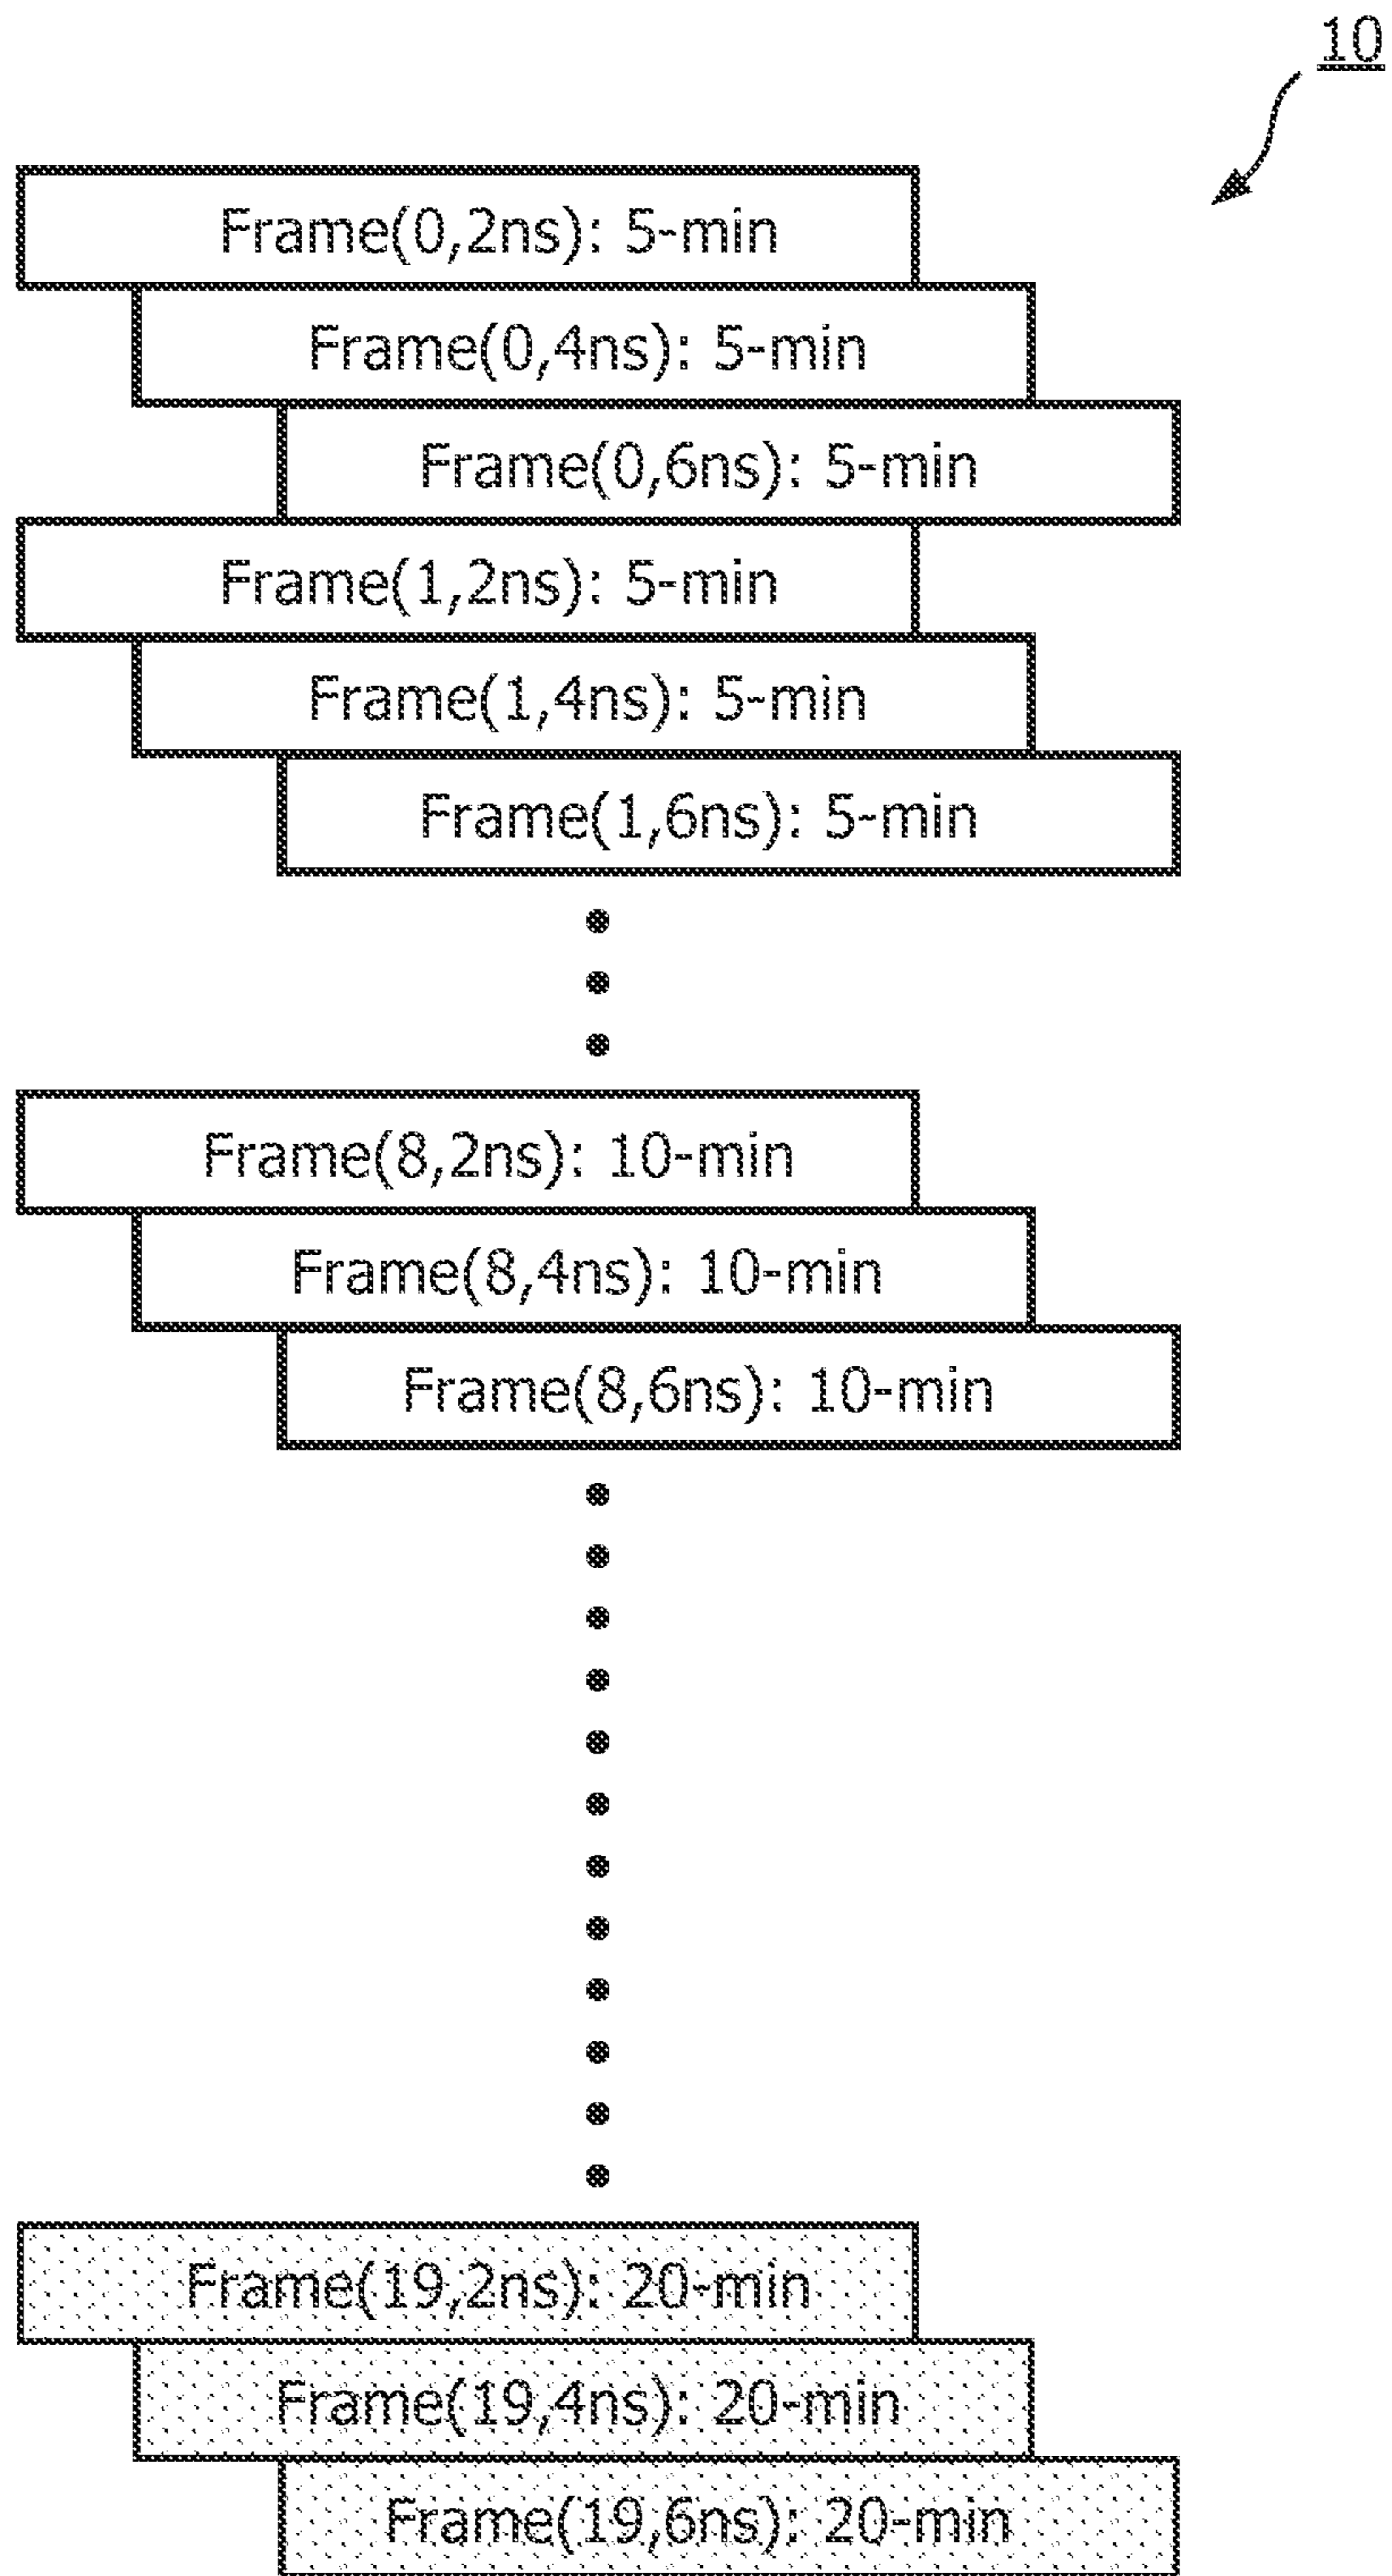 10
Frame(0,2ns): 5-min
Frame(0,4ns): 5-min
Frame(0,6ns): 5-min
Frame(1,2ns): 5-min
Frame(1,4ns): 5-min
Frame(1,6ns): 5-min
Frame(8,2ns): 10-min
Frame(8,4ns): 10-min
Frame(8,6ns): 10-min
Frame(19,2ns): 20-min
Frame(19,4ns): 20-min
Frame(19,6ns): 20-min